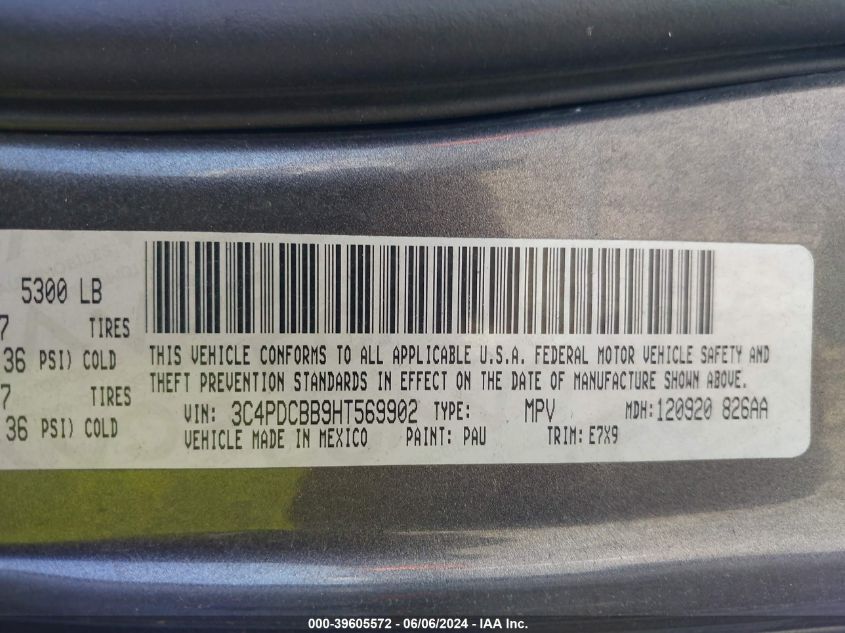 5300 LB
7 TIRES
36 PSI) COLD
7 TIRES
36 PSI) COLD
THIS VEHICLE CONFORMS TO ALL APPLICABLE U.S.A. FEDERAL MOTOR VEHICLE SAFETY AND
THEFT PREVENTION STANDARDS IN EFFECT ON THE DATE OF MANUFACTURE SHOWN ABOVE.
VIN: 3C4PDCBB9HT569902 TYPE: MPV MDH: 120920 826AA
VEHICLE MADE IN MEXICO PAINT: PAU TRIM: E7X9
000-39605572 - 06/06/2024 - IAA Inc.